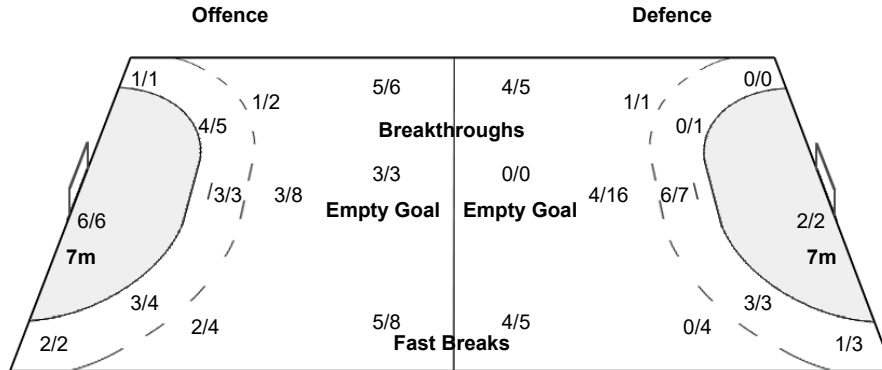 Offence Defence
1/1 0/0
5/6 4/5
1/2 1/1
4/5 0/1
Breakthroughs
3/3 0/0
3/3 3/8 4/16 6/7
Empty Goal Empty Goal
6/6 2/2
7m 7m
3/4 3/3
2/4 5/8 4/5 0/4
2/2 Fast Breaks 1/3